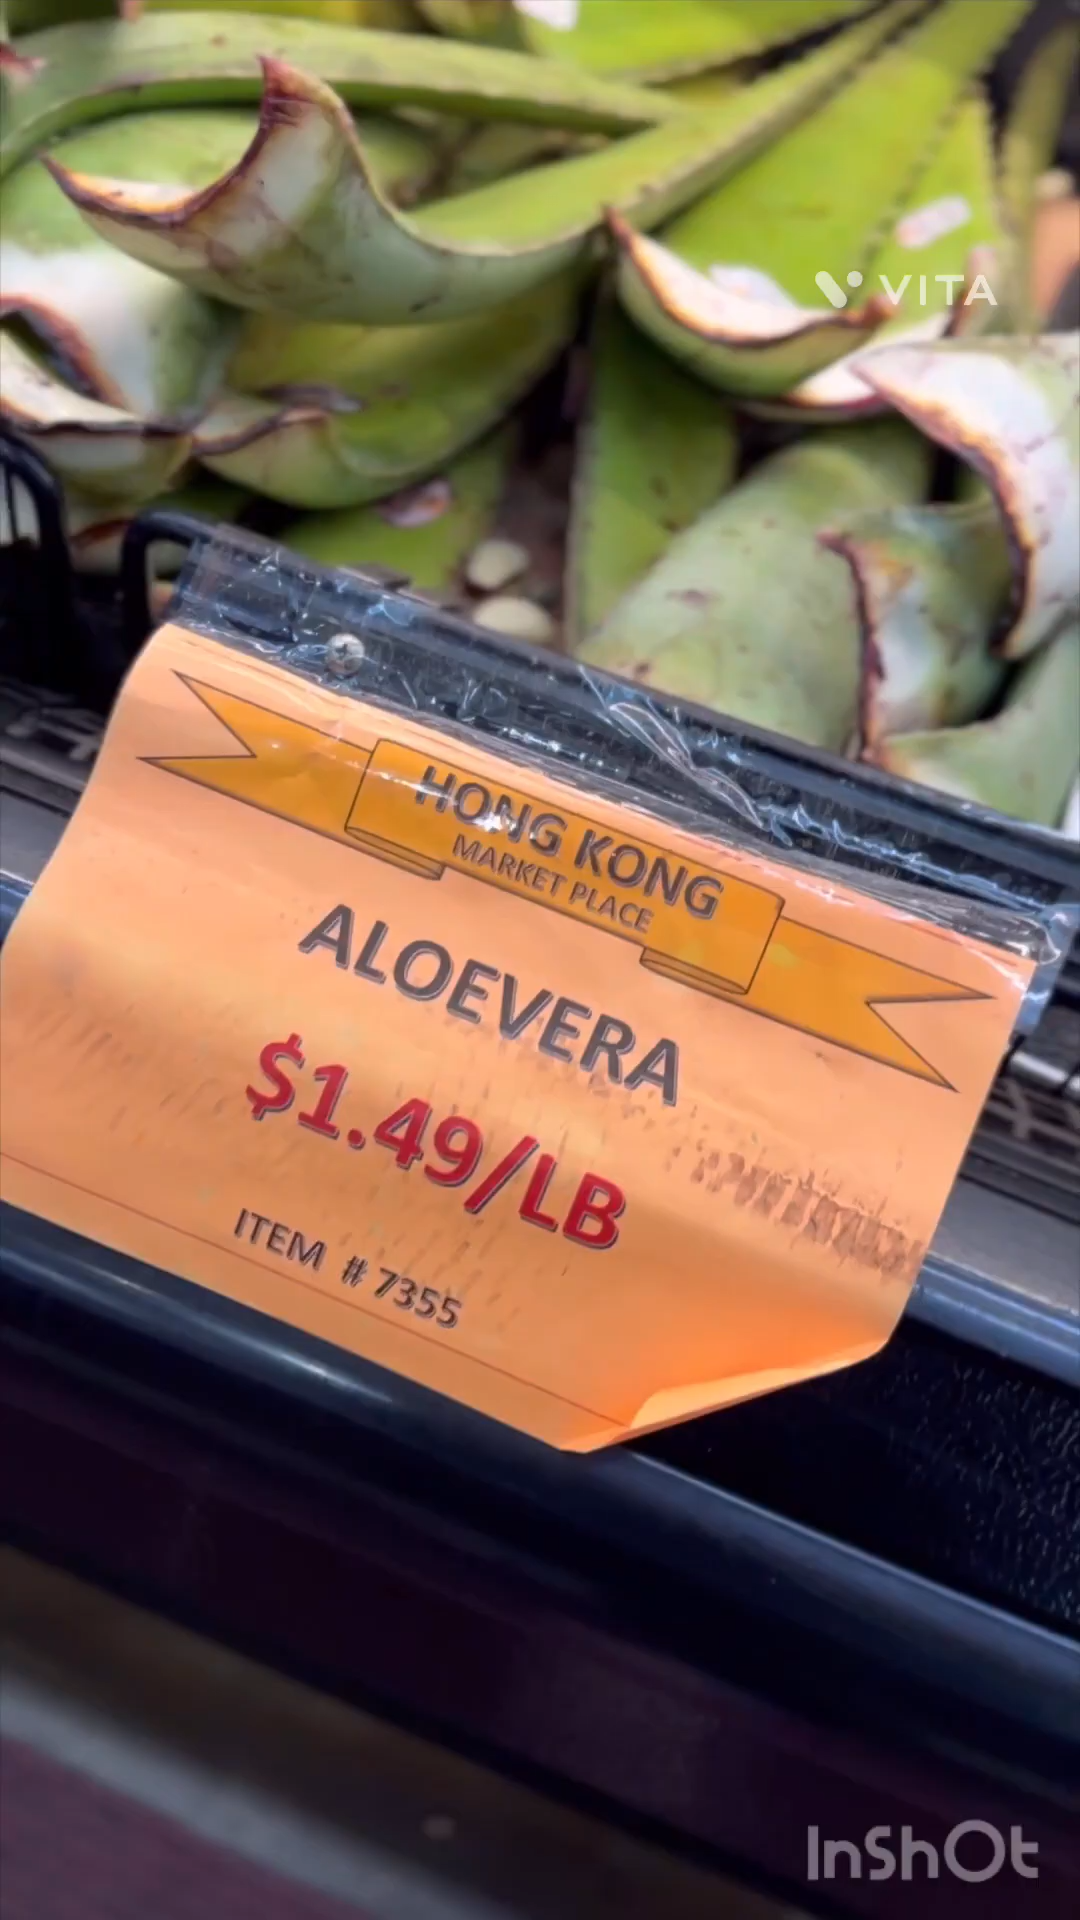 VITA
HONG KONG
MARKET PLACE
ALOEVERA
$1.49/LB
ITEM # 7355
InShOt